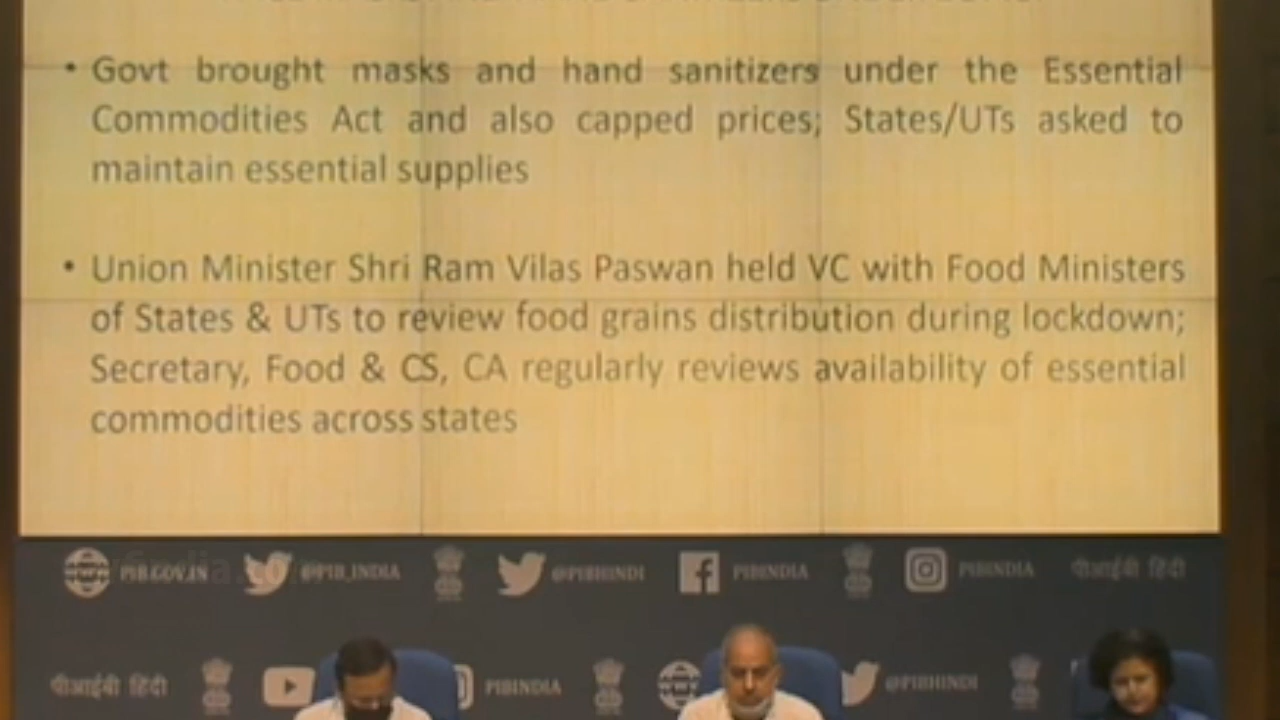 • Govt brought masks and hand sanitizers under the Essential
Commodities Act and also capped prices; States/UTs asked to
maintain essential supplies
• Union Minister Shri Ram Vilas Paswan held VC with Food Ministers
of States & UTs to review food grains distribution during lockdown;
Secretary, Food & CS, CA regularly reviews availability of essential
commodities across states
PIB.GOV.IN @PIB_INDIA @PIBHINDI PIBINDIA PIBINDIA पीआईबी हिंदी
पीआईबी हिंदी PIBINDIA @PIBHINDI